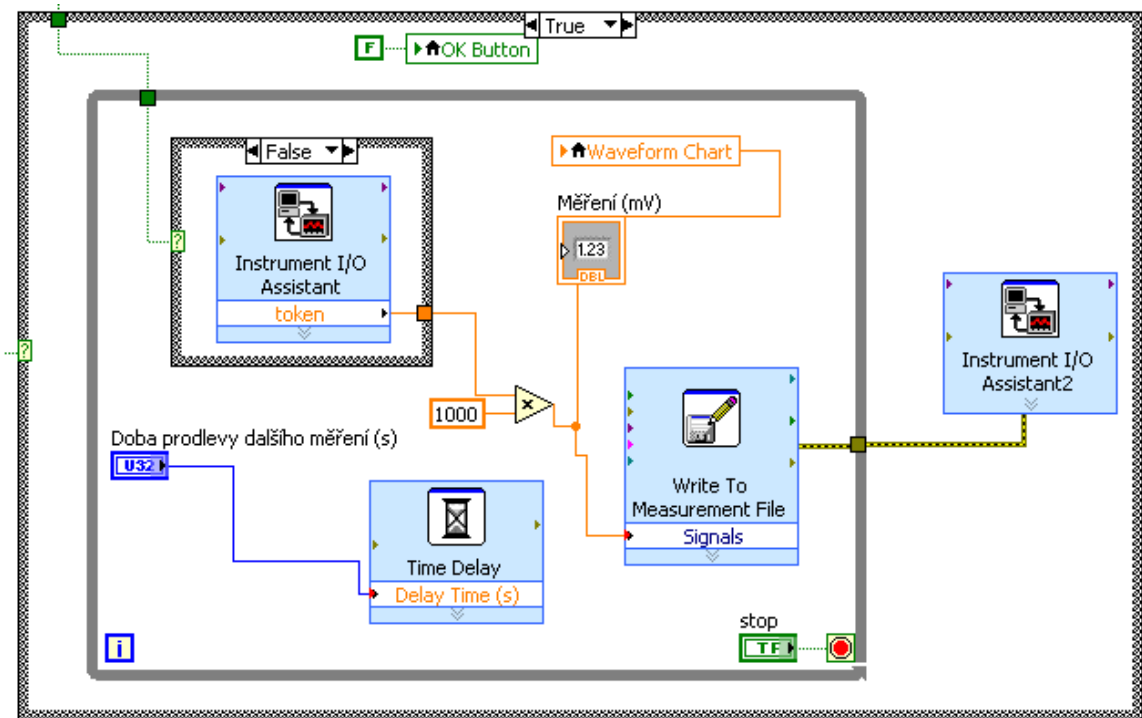 True
F
OK Button
False
Waveform Chart
Měření (mV)
1.23
DBL
Instrument I/O
Assistant
token
?
?
Instrument I/O
Assistant2
1000
Doba prodlevy dalšího měření (s)
U32
Write To
Measurement File
Signals
Time Delay
Delay Time (s)
stop
TF
i